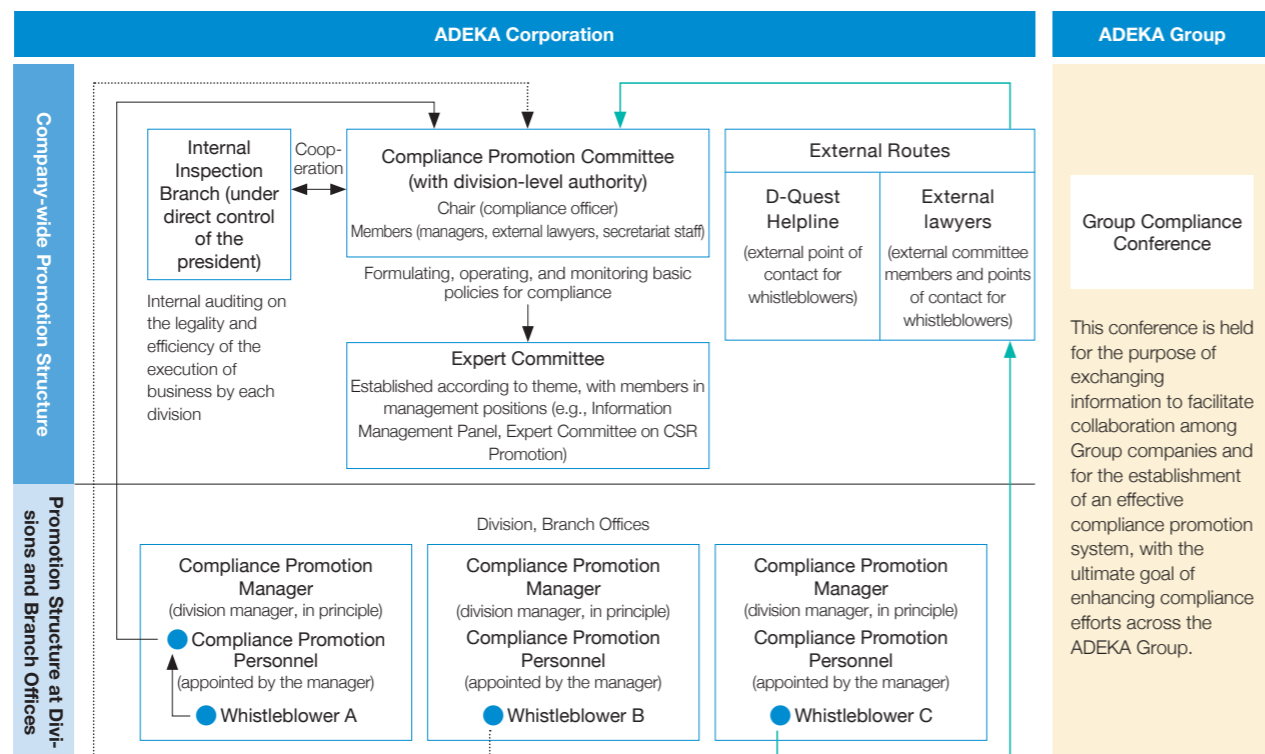 ADEKA Corporation
ADEKA Group
Company-wide Promotion Structure
Internal
Inspection
Branch (under
direct control
of the
president)
Internal auditing on
the legality and
efficiency of the
execution of
business by each
division
Coop-
eration
Compliance Promotion Committee
(with division-level authority)
Chair (compliance officer)
Members (managers, external lawyers, secretariat staff)
Formulating, operating, and monitoring basic
policies for compliance
Expert Committee
Established according to theme, with members in
management positions (e.g., Information
Management Panel, Expert Committee on CSR
Promotion)
External Routes
D-Quest
Helpline
(external point of
contact for
whistleblowers)
External
lawyers
(external committee
members and points
of contact for
whistleblowers)
Promotion Structure at Divi-
sions and Branch Offices
Division, Branch Offices
Compliance Promotion
Manager
(division manager, in principle)
Compliance Promotion
Personnel
(appointed by the manager)
Whistleblower A
Compliance Promotion
Manager
(division manager, in principle)
Compliance Promotion
Personnel
(appointed by the manager)
Whistleblower B
Compliance Promotion
Manager
(division manager, in principle)
Compliance Promotion
Personnel
(appointed by the manager)
Whistleblower C
Group Compliance
Conference
This conference is held
for the purpose of
exchanging
information to facilitate
collaboration among
Group companies and
for the establishment
of an effective
compliance promotion
system, with the
ultimate goal of
enhancing compliance
efforts across the
ADEKA Group.